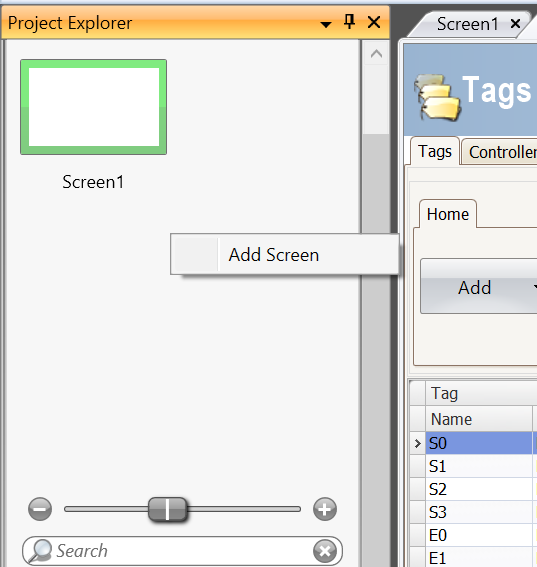 Project Explorer
Screen1
Add Screen
Search
Screen1
Tags
Tags
Controller
Home
Add
Tag
Name
S0
S1
S2
S3
E0
E1